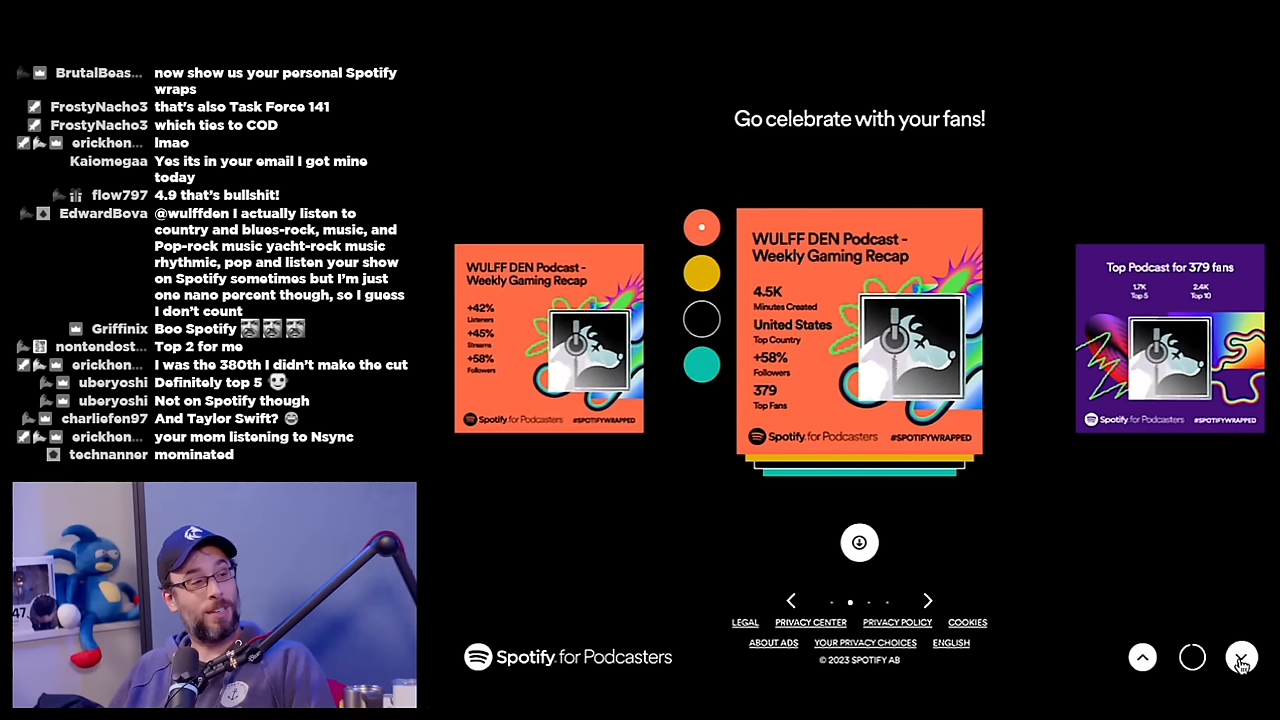 BrutalBeas... now show us your personal Spotify
wraps
FrostyNacho3 that's also Task Force 141
FrostyNacho3 which ties to COD
erickhen... lmao
Kaiomegaa Yes its in your email I got mine
today
flow797 4.9 that's bullshit!
EdwardBova @wulffden I actually listen to
country and blues-rock, music, and
Pop-rock music yacht-rock music
rhythmic, pop and listen your show
on Spotify sometimes but I'm just
one nano percent though, so I guess
I don't count
Griffinix Boo Spotify
nontendost... Top 2 for me
erickhen... I was the 380th I didn't make the cut
uberyoshi Definitely top 5
uberyoshi Not on Spotify though
charliefen97 And Taylor Swift?
erickhen... your mom listening to Nsync
technanner mominated
47
Go celebrate with your fans!
WULFF DEN Podcast -
Weekly Gaming Recap
+42%
Listeners
+45%
Streams
+58%
Followers
Spotify for Podcasters #SPOTIFYWRAPPED
WULFF DEN Podcast -
Weekly Gaming Recap
4.5K
Minutes Created
United States
Top Country
+58%
Followers
379
Top Fans
Spotify for Podcasters #SPOTIFYWRAPPED
Top Podcast for 379 fans
1.7K 2.4K
Top 5 Top 10
Spotify for Podcasters #SPOTIFYWRAPPED
LEGAL PRIVACY CENTER PRIVACY POLICY COOKIES
ABOUT ADS YOUR PRIVACY CHOICES ENGLISH
© 2023 SPOTIFY AB
Spotify for Podcasters